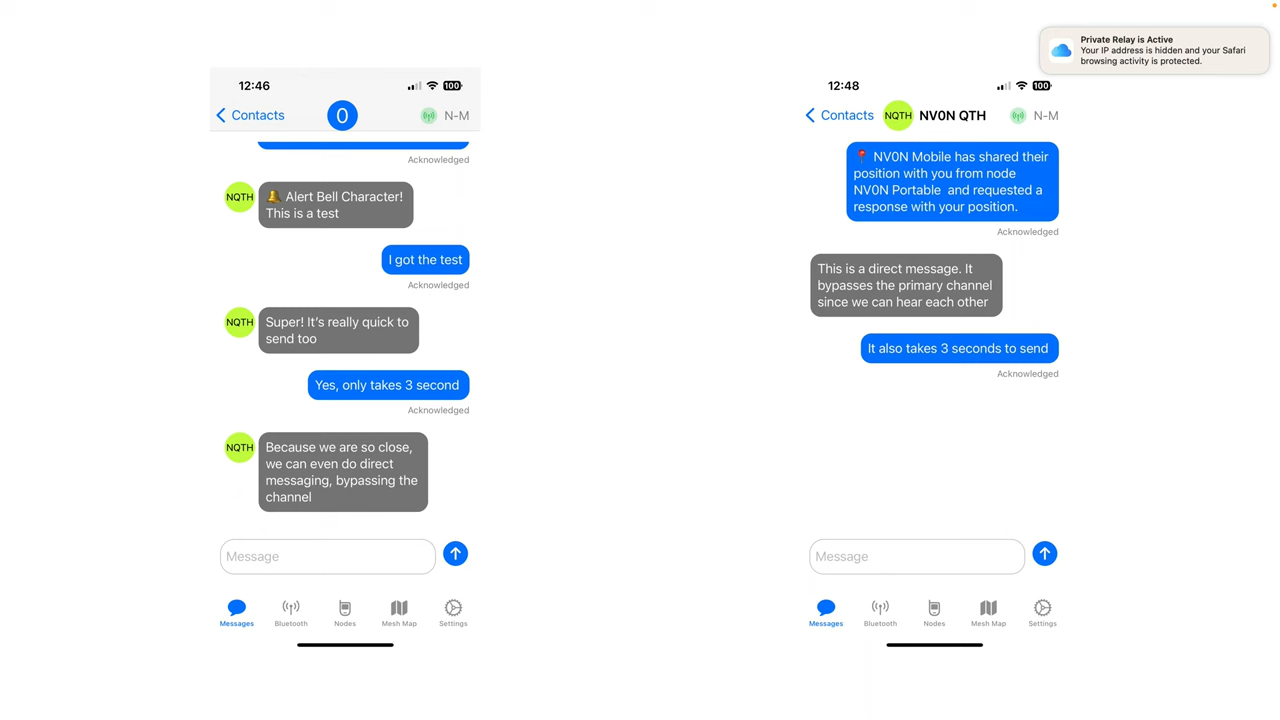 Private Relay is Active
Your IP address is hidden and your Safari
browsing activity is protected.
12:46
100
Contacts
0
N-M
Acknowledged
NQTH
🔔 Alert Bell Character!
This is a test
I got the test
Acknowledged
NQTH
Super! It's really quick to
send too
Yes, only takes 3 second
Acknowledged
NQTH
Because we are so close,
we can even do direct
messaging, bypassing the
channel
Message
Messages
Bluetooth
Nodes
Mesh Map
Settings
12:48
100
Contacts
NQTH
NV0N QTH
N-M
📍 NV0N Mobile has shared their
position with you from node
NV0N Portable and requested a
response with your position.
Acknowledged
This is a direct message. It
bypasses the primary channel
since we can hear each other
It also takes 3 seconds to send
Acknowledged
Message
Messages
Bluetooth
Nodes
Mesh Map
Settings